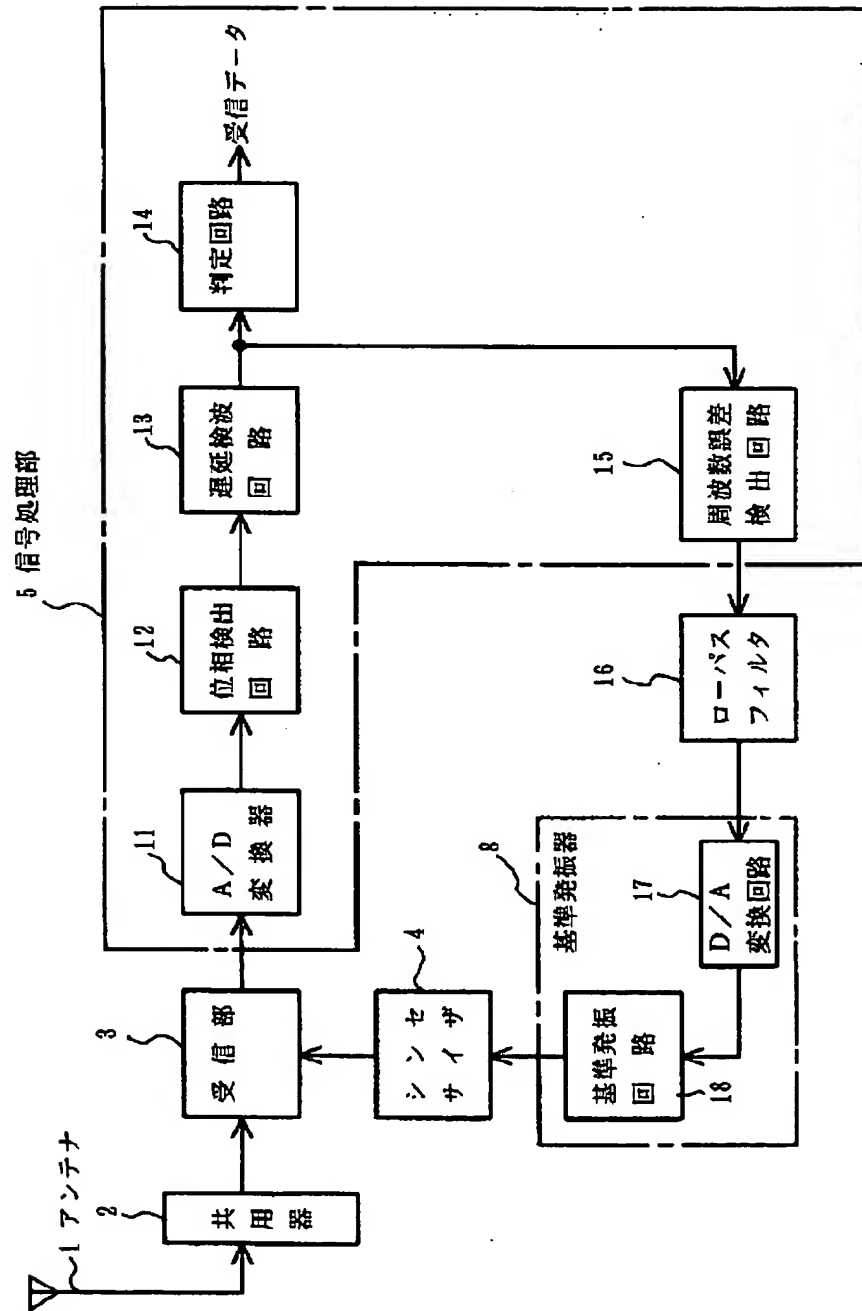 1 アンテナ
2
共用器
3
受信部
4
シンセ
サイザ
5 信号処理部
11
A/D
変換器
12
位相検出
回路
13
遅延検波
回路
14
判定回路
受信データ
15
周波数誤差
検出回路
16
ローパス
フィルタ
8
基準発振器
17
D/A
変換回路
基準発振
回路
18